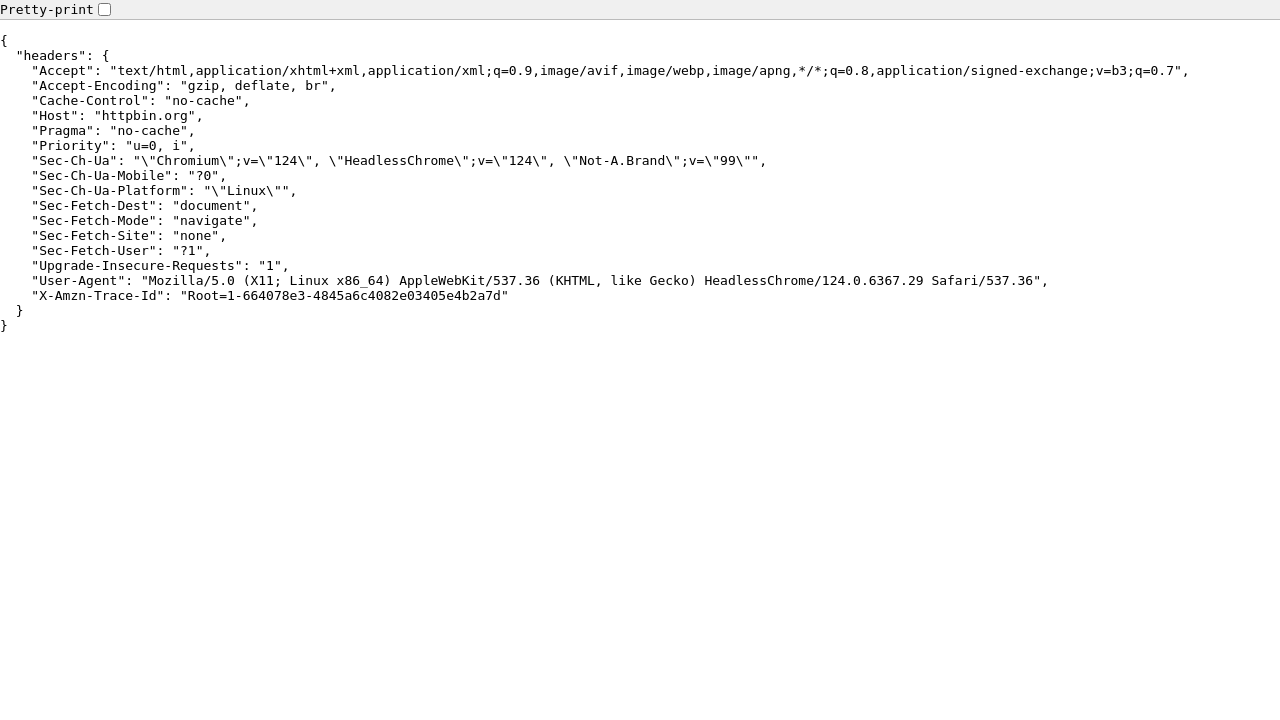 Pretty-print
{
  "headers": {
    "Accept": "text/html,application/xhtml+xml,application/xml;q=0.9,image/avif,image/webp,image/apng,*/*;q=0.8,application/signed-exchange;v=b3;q=0.7",
    "Accept-Encoding": "gzip, deflate, br",
    "Cache-Control": "no-cache",
    "Host": "httpbin.org",
    "Pragma": "no-cache",
    "Priority": "u=0, i",
    "Sec-Ch-Ua": "\"Chromium\";v=\"124\", \"HeadlessChrome\";v=\"124\", \"Not-A.Brand\";v=\"99\"",
    "Sec-Ch-Ua-Mobile": "?0",
    "Sec-Ch-Ua-Platform": "\"Linux\"",
    "Sec-Fetch-Dest": "document",
    "Sec-Fetch-Mode": "navigate",
    "Sec-Fetch-Site": "none",
    "Sec-Fetch-User": "?1",
    "Upgrade-Insecure-Requests": "1",
    "User-Agent": "Mozilla/5.0 (X11; Linux x86_64) AppleWebKit/537.36 (KHTML, like Gecko) HeadlessChrome/124.0.6367.29 Safari/537.36",
    "X-Amzn-Trace-Id": "Root=1-664078e3-4845a6c4082e03405e4b2a7d"
  }
}